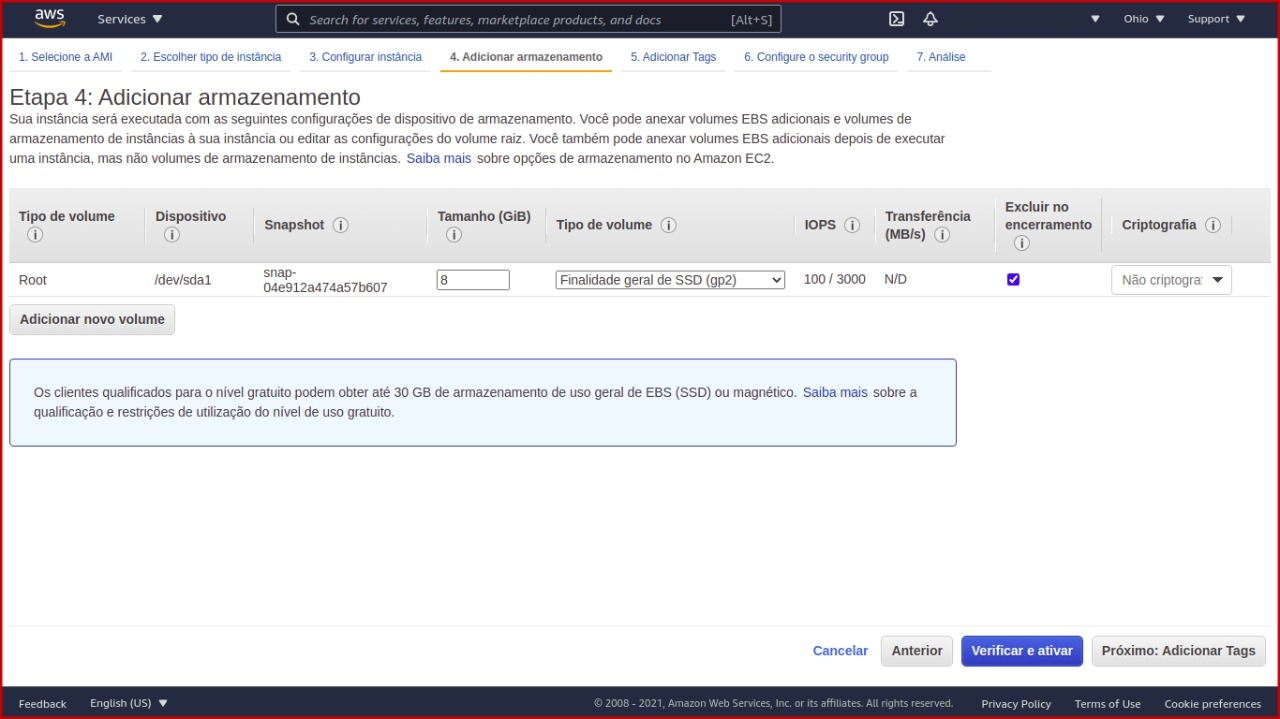 aws
Services
Search for services, features, marketplace products, and docs [Alt+S]
Ohio
Support
1. Selecione a AMI
2. Escolher tipo de instância
3. Configurar instância
4. Adicionar armazenamento
5. Adicionar Tags
6. Configure o security group
7. Análise
Etapa 4: Adicionar armazenamento
Sua instância será executada com as seguintes configurações de dispositivo de armazenamento. Você pode anexar volumes EBS adicionais e volumes de
armazenamento de instâncias à sua instância ou editar as configurações do volume raiz. Você também pode anexar volumes EBS adicionais depois de executar
uma instância, mas não volumes de armazenamento de instâncias. Saiba mais sobre opções de armazenamento no Amazon EC2.
Tipo de volume
Dispositivo
Snapshot
Tamanho (GiB)
Tipo de volume
IOPS
Transferência
(MB/s)
Excluir no
encerramento
Criptografia
Root
/dev/sda1
snap-
04e912a474a57b607
8
Finalidade geral de SSD (gp2)
100 / 3000
N/D
Não criptogra
Adicionar novo volume
Os clientes qualificados para o nível gratuito podem obter até 30 GB de armazenamento de uso geral de EBS (SSD) ou magnético. Saiba mais sobre a
qualificação e restrições de utilização do nível de uso gratuito.
Cancelar
Anterior
Verificar e ativar
Próximo: Adicionar Tags
Feedback
English (US)
© 2008 - 2021, Amazon Web Services, Inc. or its affiliates. All rights reserved.
Privacy Policy
Terms of Use
Cookie preferences